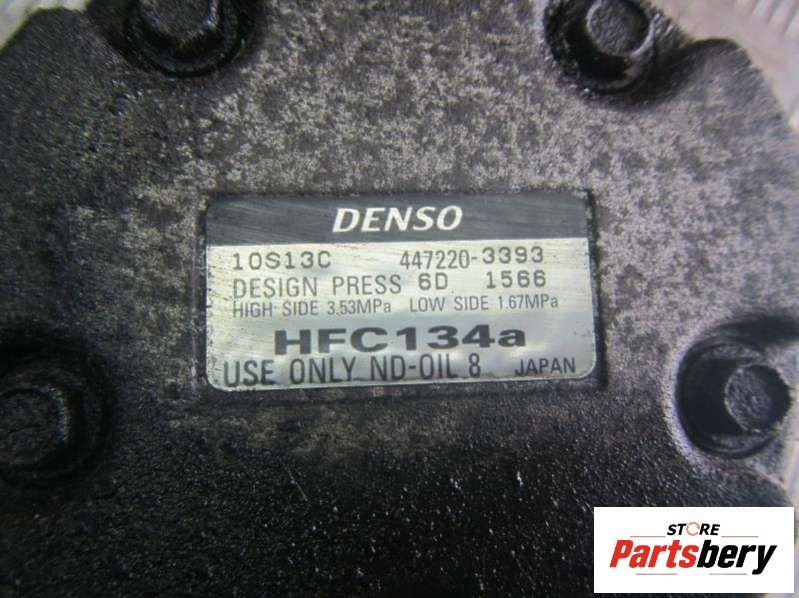 DENSO
10S13C 447220-3393
DESIGN PRESS 6D 1566
HIGH SIDE 3.53MPa LOW SIDE 1.67MPa
HFC134a
USE ONLY ND-OIL 8 JAPAN
STORE
Partsbery